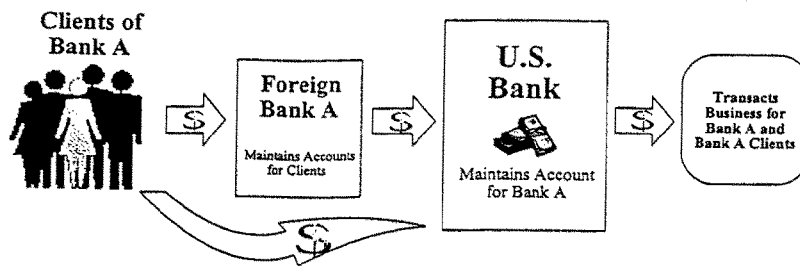 Clients of
Bank A
$
Foreign
Bank A
Maintains Accounts
for Clients
$
U.S.
Bank
Maintains Account
for Bank A
$
Transacts
Business for
Bank A and
Bank A Clients
$